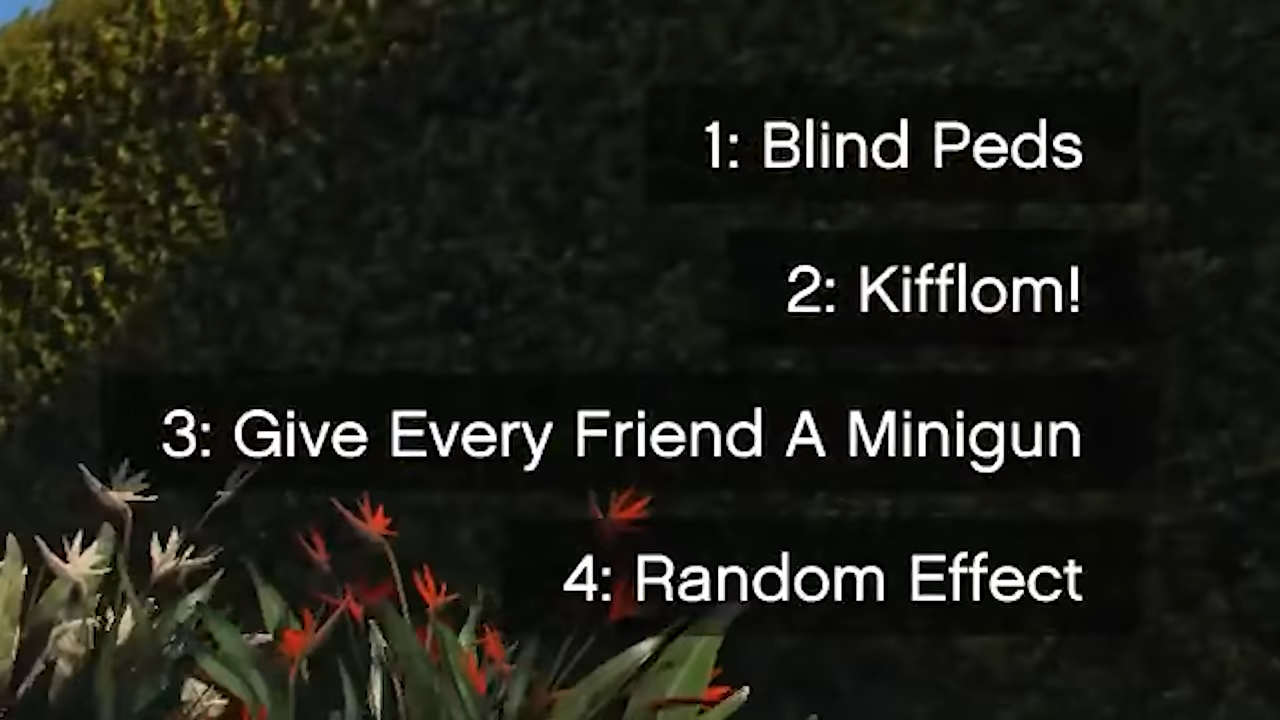 1: Blind Peds
2: Kifflom!
3: Give Every Friend A Minigun
4: Random Effect